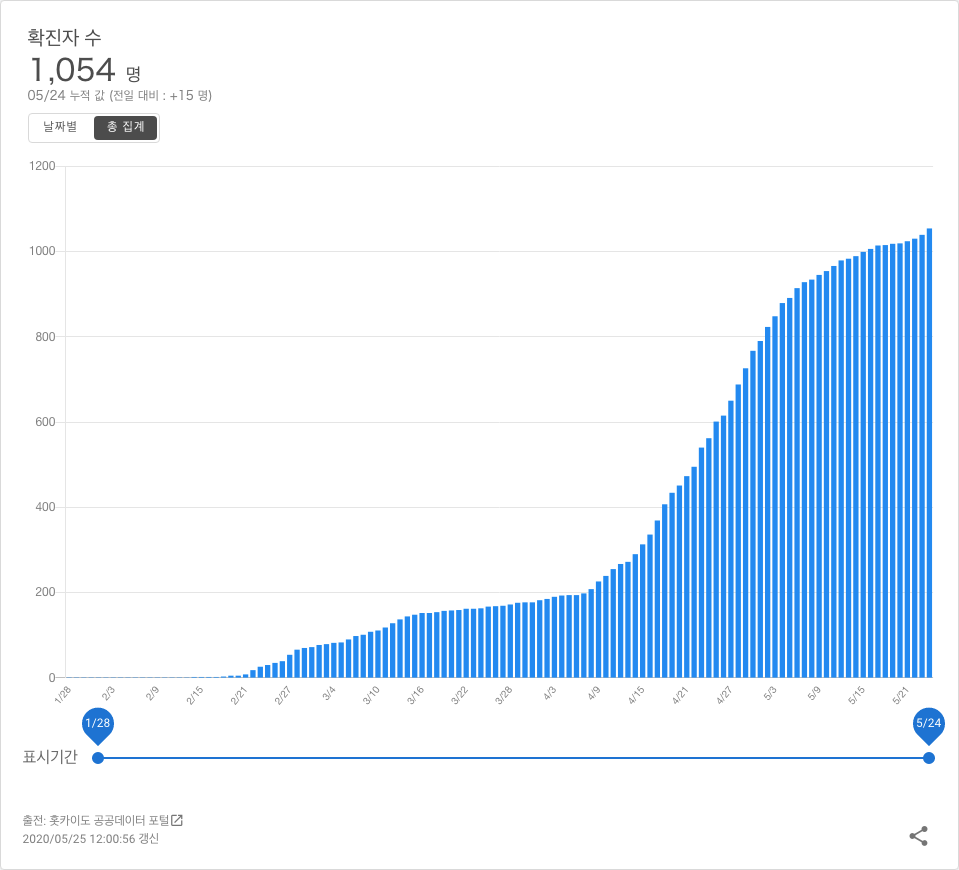 확진자 수
1,054 명
05/24 누적 값 (전일 대비 : +15 명)
날짜별 총 집계
1200
1000
800
600
400
200
0
1/28 2/3 2/9 2/15 2/21 2/27 3/4 3/10 3/16 3/22 3/28 4/3 4/9 4/15 4/21 4/27 5/3 5/9 5/15 5/21
1/28 5/24
표시기간
출전: 홋카이도 공공데이터 포털
2020/05/25 12:00:56 갱신